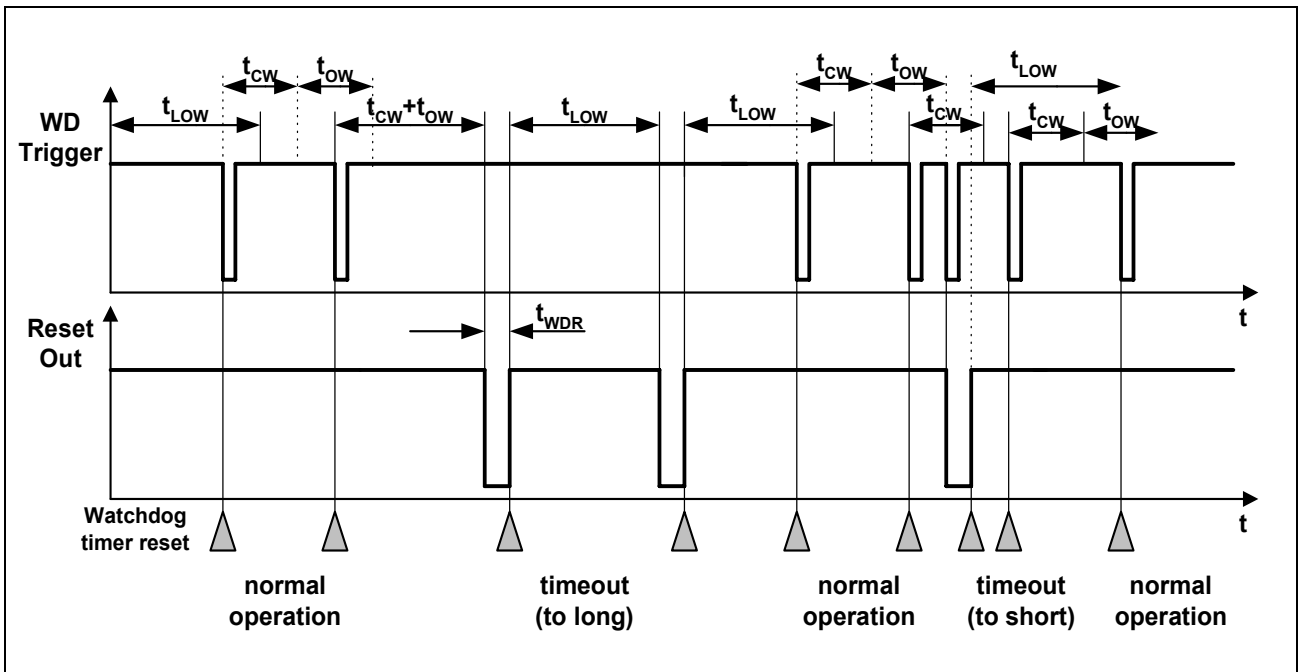 tCW tOW tCW tOW tLOW
WD
Trigger
tLOW tCW+tOW tLOW tLOW tCW tCW tOW
t
Reset
Out
tWDR
t
Watchdog
timer reset
normal
operation
timeout
(to long)
normal
operation
timeout
(to short)
normal
operation